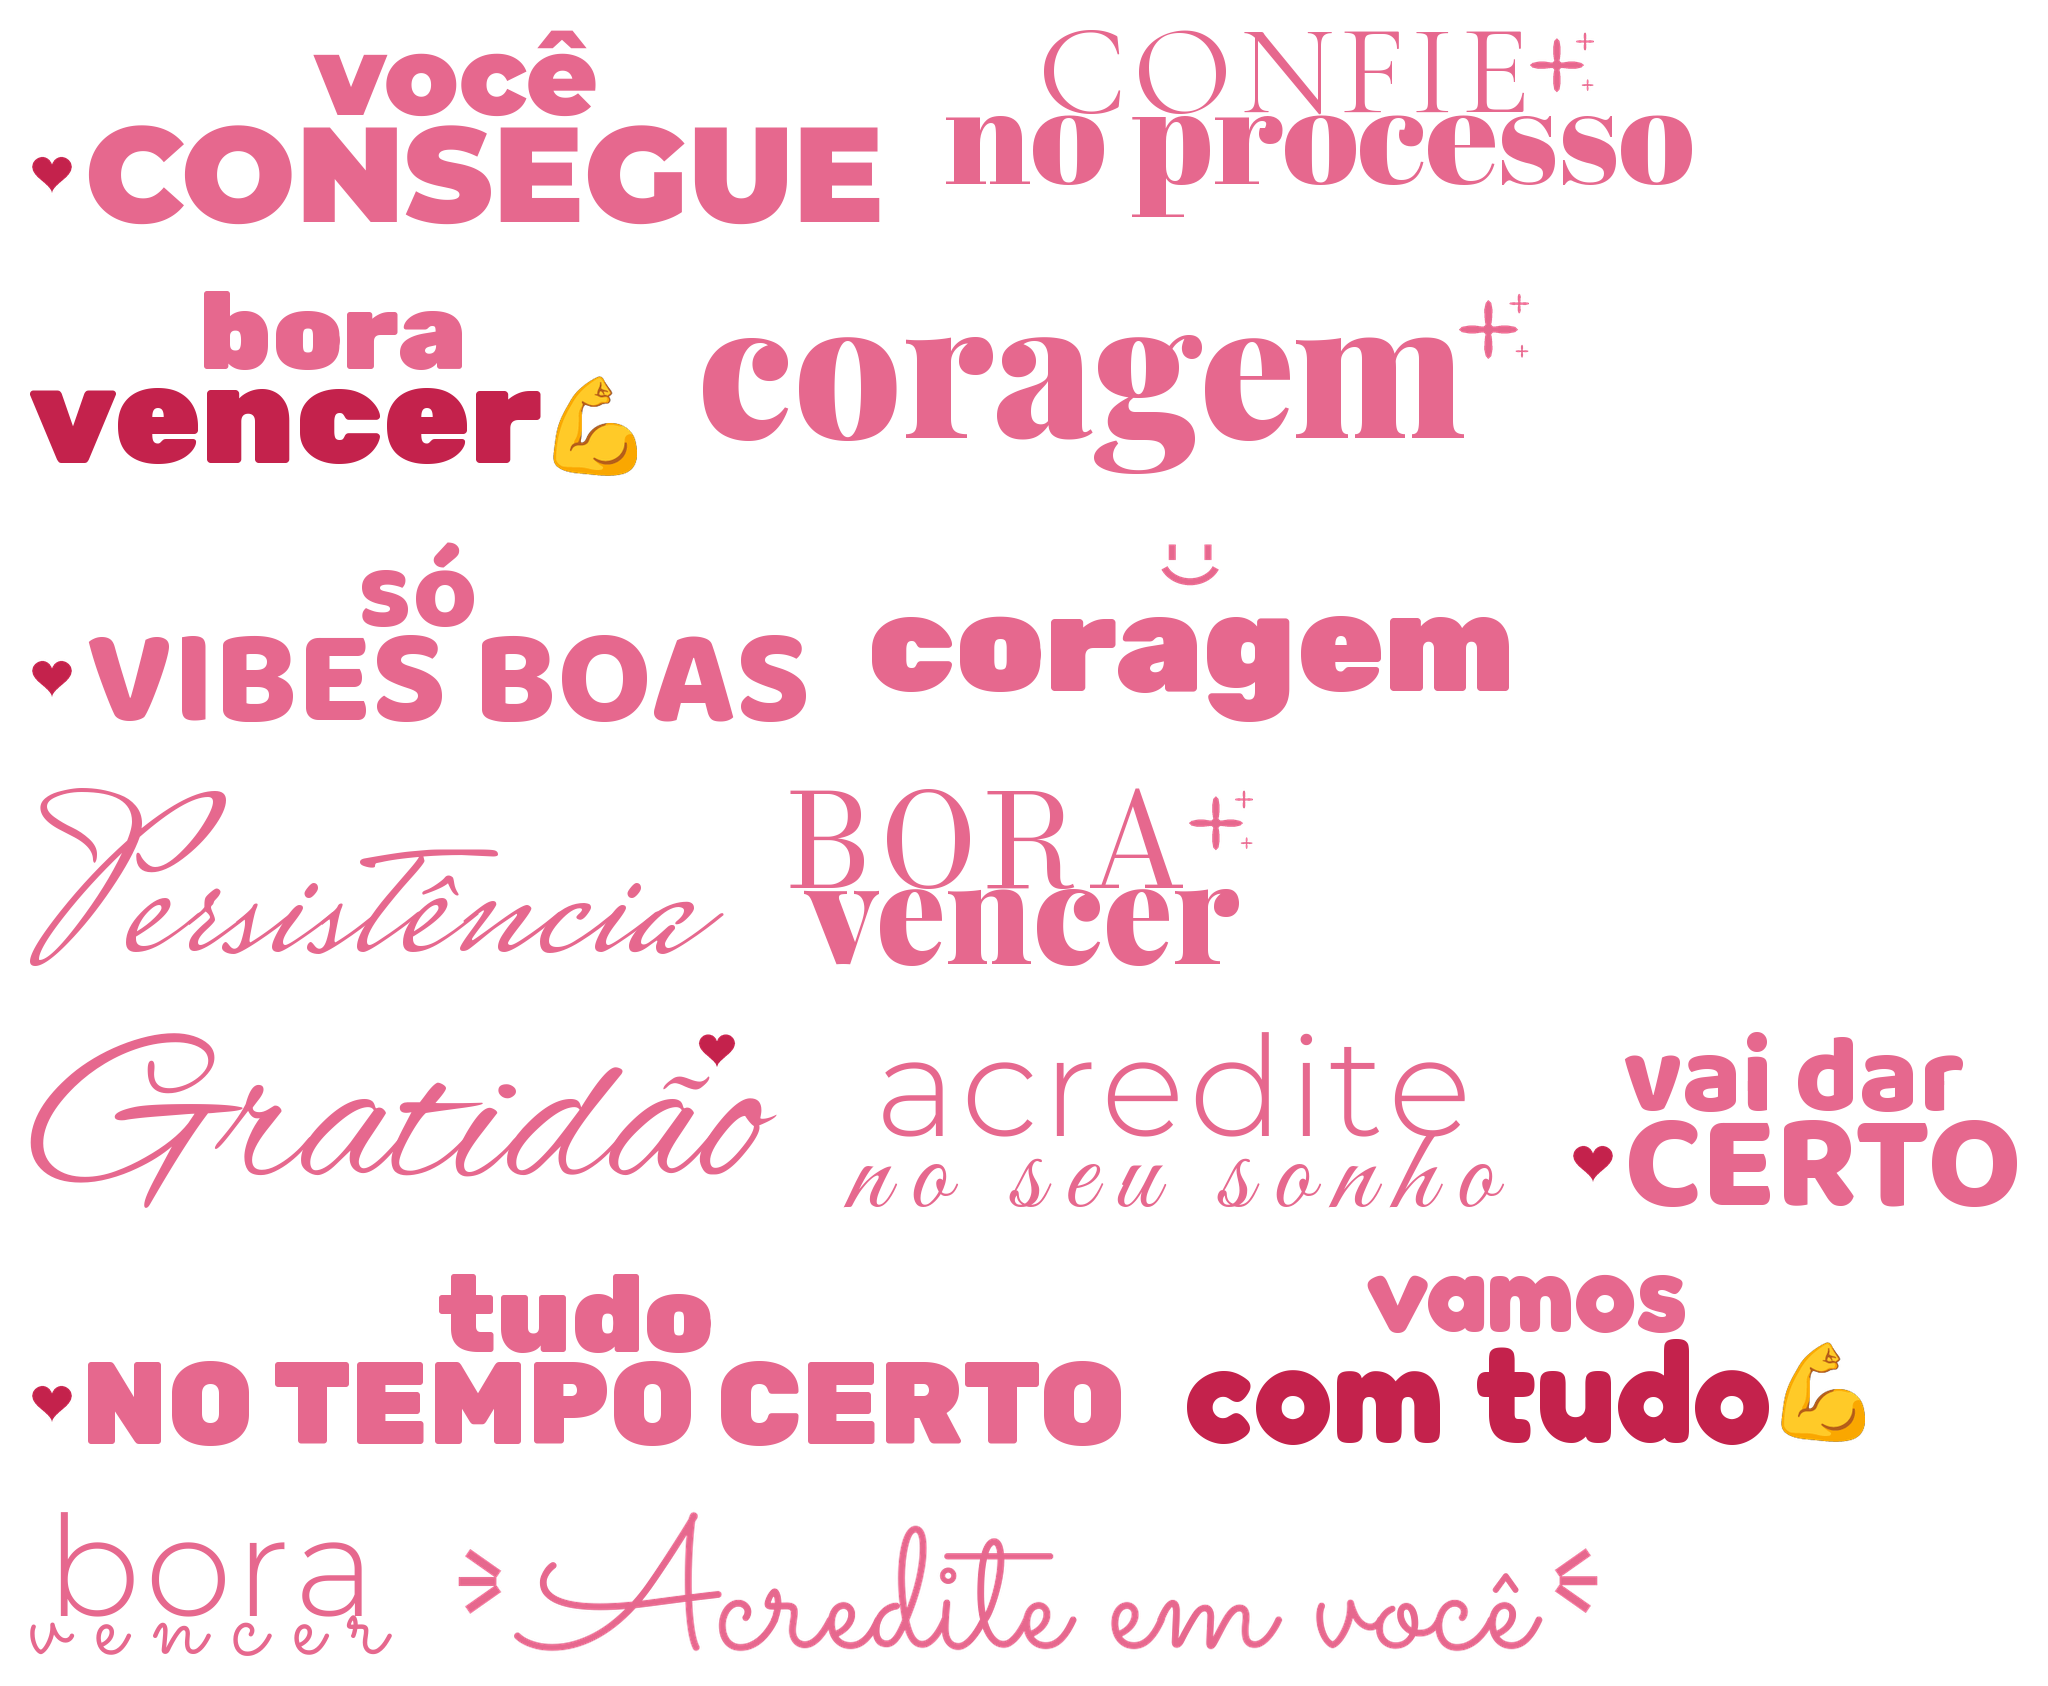 você
CONSEGUE
CONFIE
no processo
bora
vencer
coragem
só
VIBES BOAS
coragem
Persistência
BORA
vencer
Gratidão
acredite
no seu sonho
vai dar
CERTO
tudo
NO TEMPO CERTO
vamos
com tudo
bora
vencer
Acredite em você